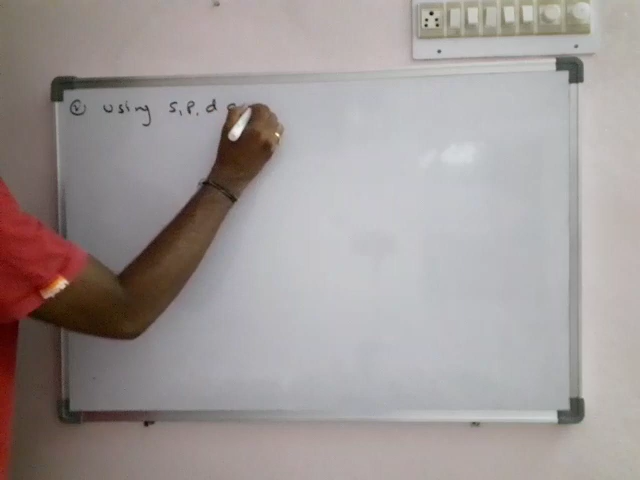 Ⓥ using s, p, d